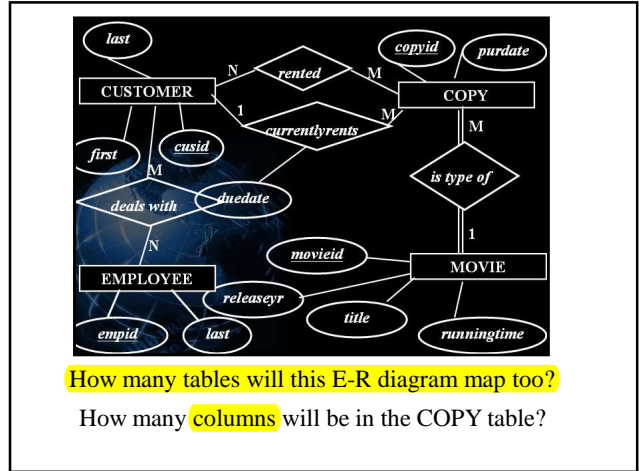 last
copyid
purdate
N
rented
M
CUSTOMER
COPY
1
M
currentlyrents
M
first
cusid
M
is type of
deals with
duedate
N
1
movieid
MOVIE
EMPLOYEE
releaseyr
title
empid
last
runningtime
How many tables will this E-R diagram map too?
How many columns will be in the COPY table?